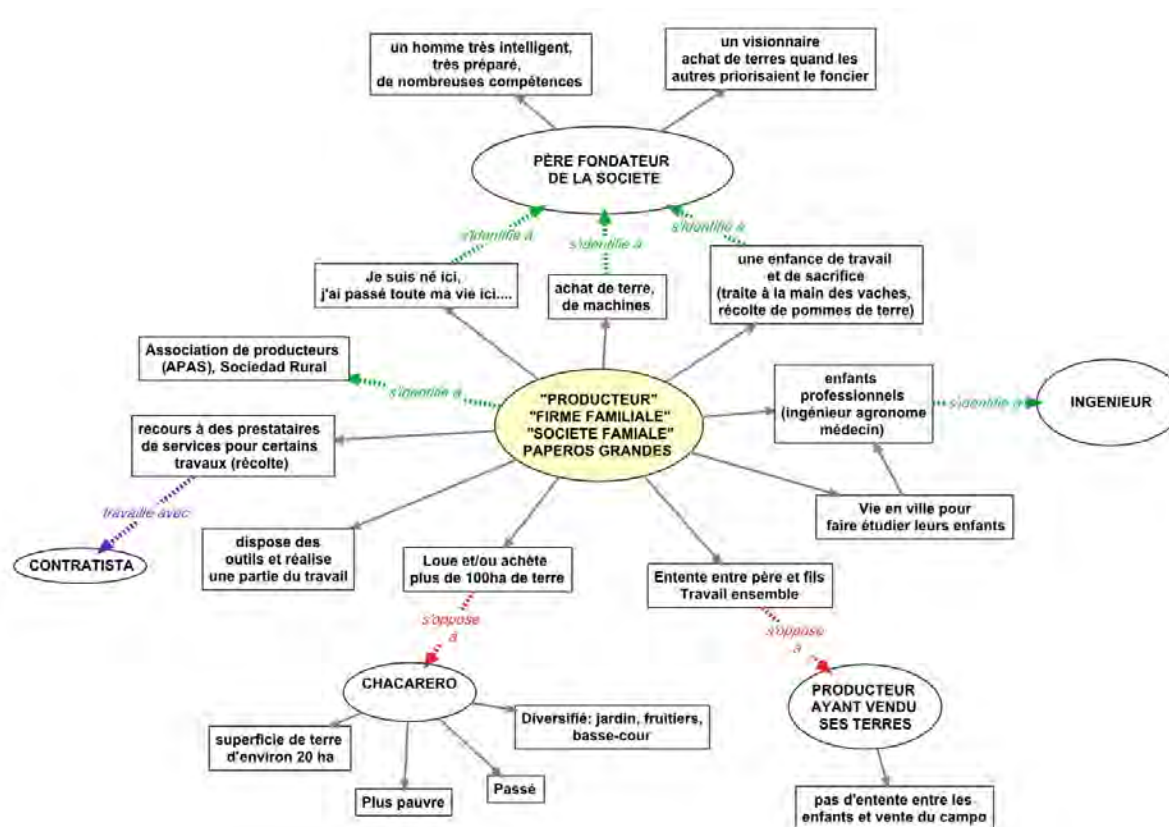 un homme très intelligent,
très préparé,
de nombreuses compétences
un visionnaire
achat de terres quand les
autres priorisaient le foncier
PÈRE FONDATEUR
DE LA SOCIETE
s'identifie à
s'identifie à
s'identifie à
Je suis né ici,
j'ai passé toute ma vie ici....
achat de terre,
de machines
une enfance de travail
et de sacrifice
(traite à la main des vaches,
récolte de pommes de terre)
Association de producteurs
(APAS), Sociedad Rural
s'identifie à
"PRODUCTEUR"
"FIRME FAMILIALE"
"SOCIETE FAMIALE"
PAPEROS GRANDES
enfants
professionnels
(ingénieur agronome
médecin)
s'identifie à
INGENIEUR
recours à des prestataires
de services pour certains
travaux (récolte)
travaille avec
CONTRATISTA
dispose des
outils et réalise
une partie du travail
Loue et/ou achète
plus de 100ha de terre
Entente entre père et fils
Travail ensemble
Vie en ville pour
faire étudier leurs enfants
s'oppose
à
s'oppose
à
CHACARERO
PRODUCTEUR
AYANT VENDU
SES TERRES
superficie de terre
d'environ 20 ha
Plus pauvre
Passé
Diversifié: jardin, fruitiers,
basse-cour
pas d'entente entre les
enfants et vente du campo